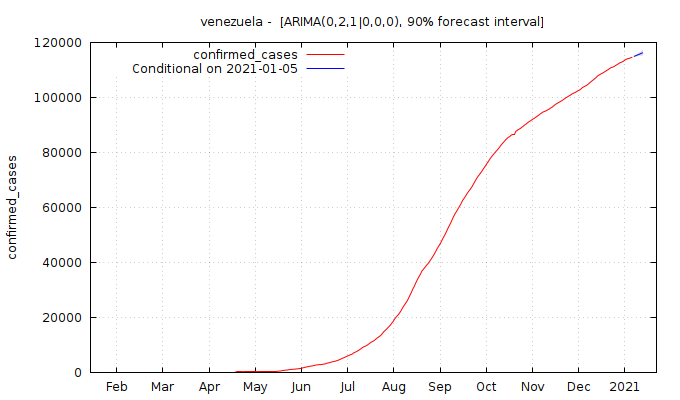 venezuela - [ARIMA(0,2,1|0,0,0), 90% forecast interval]
confirmed_cases
Conditional on 2021-01-05
120000
100000
80000
60000
40000
20000
0
confirmed_cases
Feb Mar Apr May Jun Jul Aug Sep Oct Nov Dec 2021